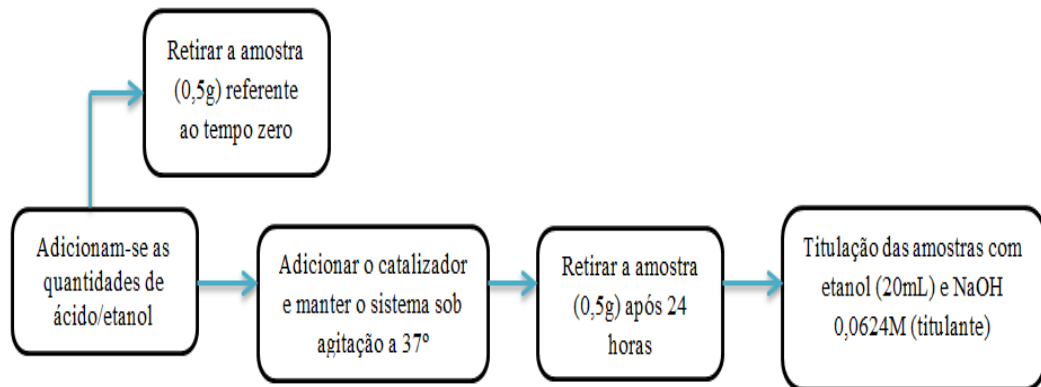 Retirar a amostra
(0,5g) referente
ao tempo zero
Adicionam-se as
quantidades de
ácido/etanol
Adicionar o catalizador
e manter o sistema sob
agitação a 37º
Retirar a amostra
(0,5g) após 24
horas
Titulação das amostras com
etanol (20mL) e NaOH
0,0624M (titulante)